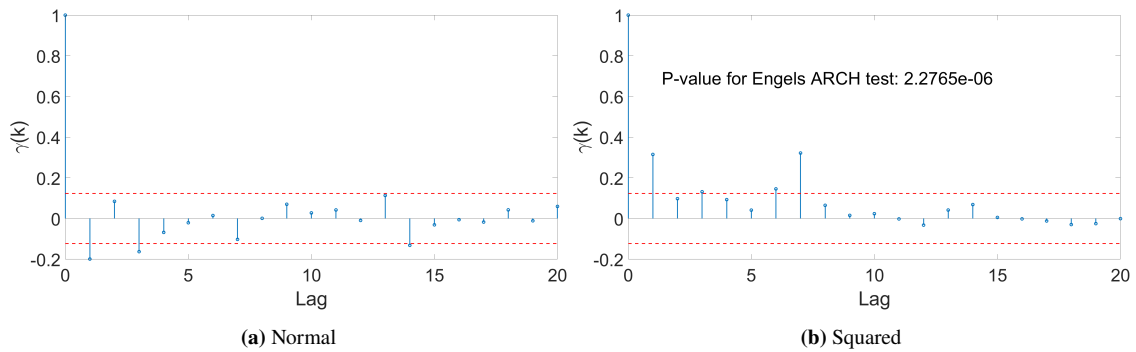 1
0.8
0.6
0.4
0.2
0
-0.2
γ(k)
0 5 10 15 20
Lag
(a) Normal
P-value for Engels ARCH test: 2.2765e-06
1
0.8
0.6
0.4
0.2
0
-0.2
γ(k)
0 5 10 15 20
Lag
(b) Squared